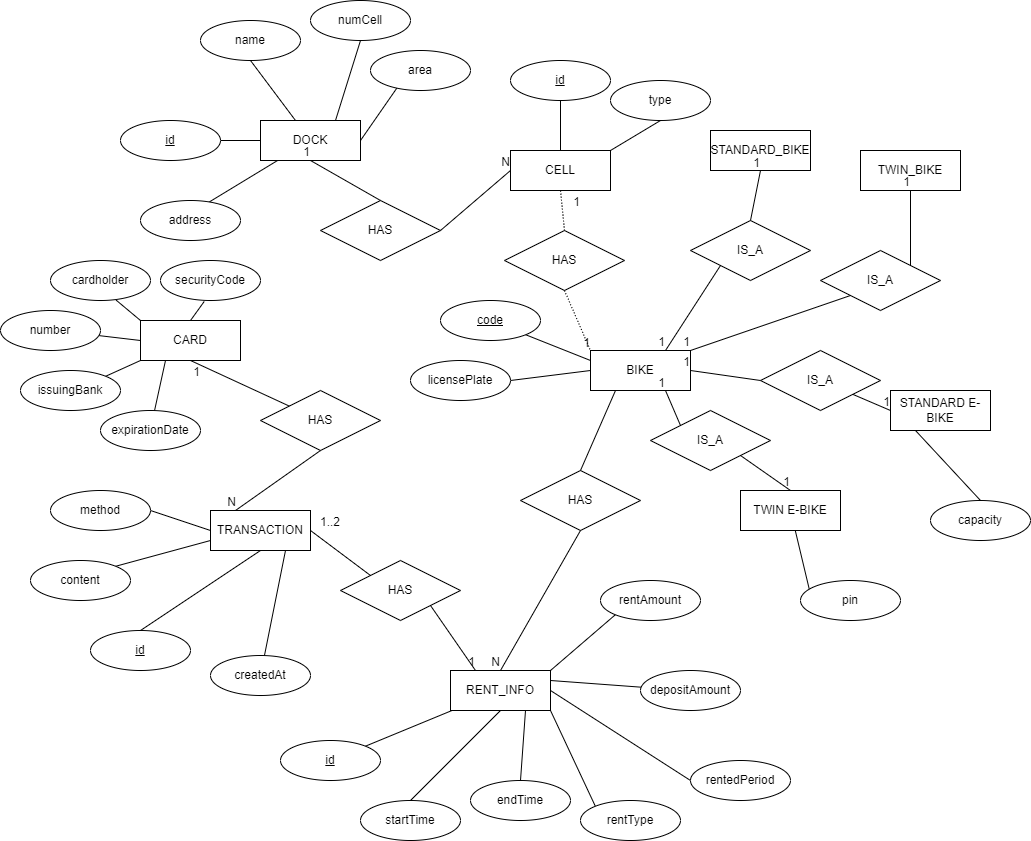 numCell
name
area
id
type
DOCK
1
id
address
HAS
N
CELL
1
STANDARD_BIKE
1
TWIN_BIKE
1
HAS
IS_A
IS_A
cardholder
securityCode
number
CARD
1
issuingBank
expirationDate
code
licensePlate
1
1
1
1
BIKE
1
IS_A
1
STANDARD E-
BIKE
HAS
IS_A
1
TWIN E-BIKE
capacity
pin
HAS
N
method
TRANSACTION
1..2
content
id
createdAt
HAS
1
N
RENT_INFO
rentAmount
depositAmount
rentedPeriod
id
startTime
endTime
rentType